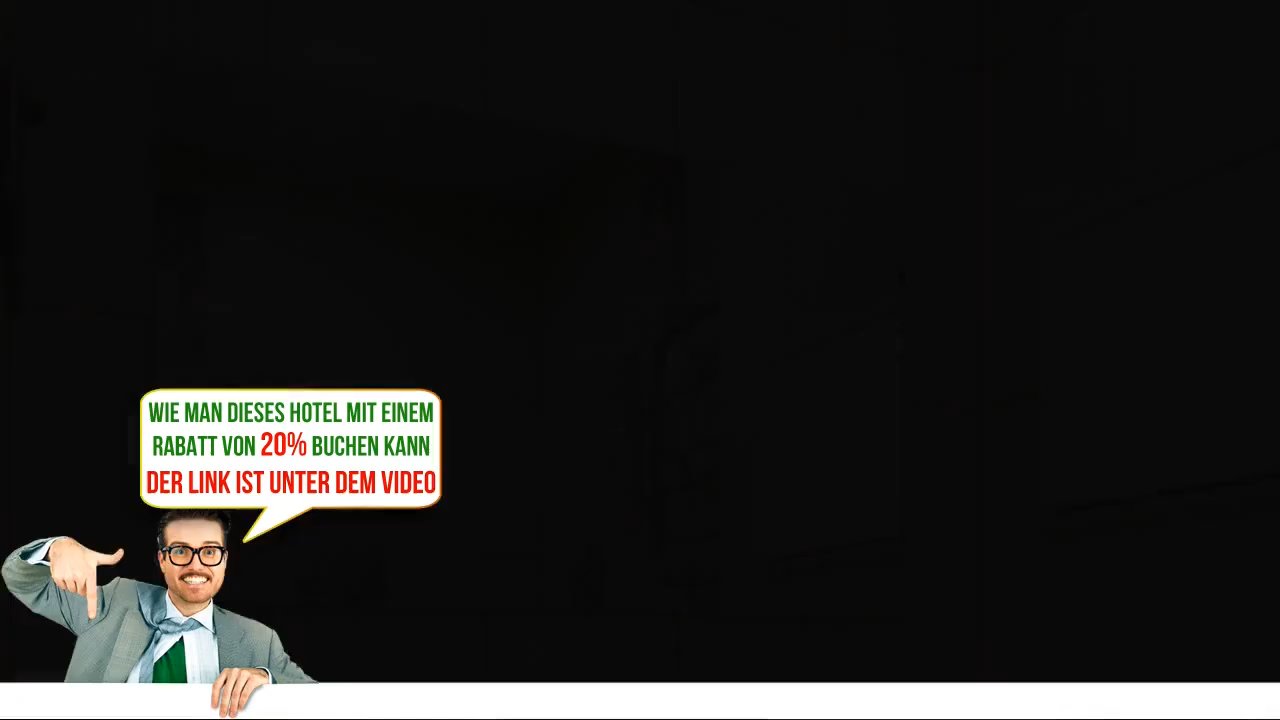 WIE MAN DIESES HOTEL MIT EINEM
RABATT VON 20% BUCHEN KANN
DER LINK IST UNTER DEM VIDEO